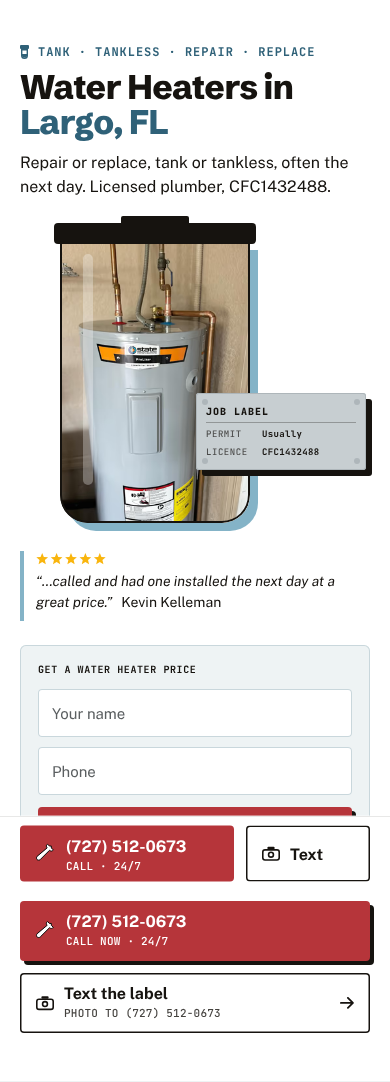 TANK · TANKLESS · REPAIR · REPLACE
Water Heaters in
Largo, FL
Repair or replace, tank or tankless, often the
next day. Licensed plumber, CFC1432488.
state
ProLine
JOB LABEL
PERMIT Usually
LICENCE CFC1432488
“…called and had one installed the next day at a
great price.” Kevin Kelleman
GET A WATER HEATER PRICE
Your name
Phone
(727) 512-0673
CALL · 24/7
Text
(727) 512-0673
CALL NOW · 24/7
Text the label
PHOTO TO (727) 512-0673